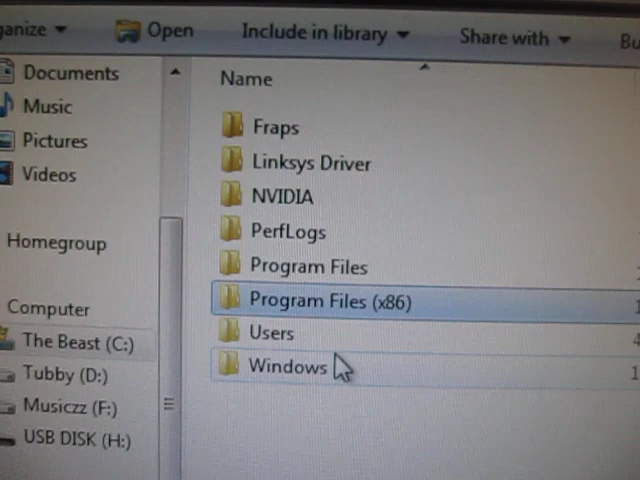 ganize Open Include in library Share with Bu
Documents
Music
Pictures
Videos
Homegroup
Computer
The Beast (C:)
Tubby (D:)
Musiczz (F:)
USB DISK (H:)
Name
Fraps
Linksys Driver
NVIDIA
PerfLogs
Program Files
Program Files (x86)
Users
Windows